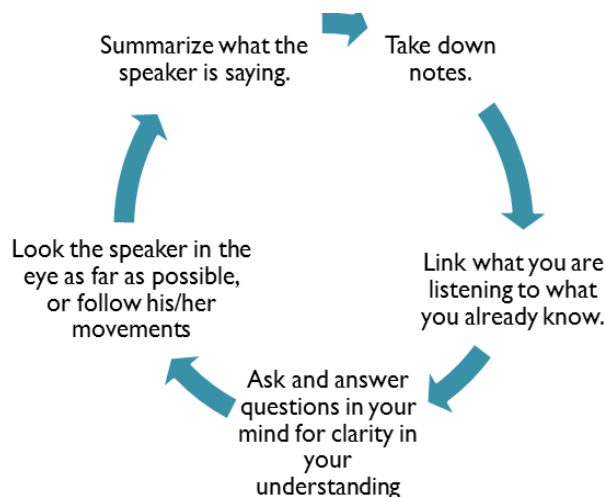 Summarize what the
speaker is saying.
Take down
notes.
Link what you are
listening to what
you already know.
Ask and answer
questions in your
mind for clarity in
your
understanding
Look the speaker in the
eye as far as possible,
or follow his/her
movements